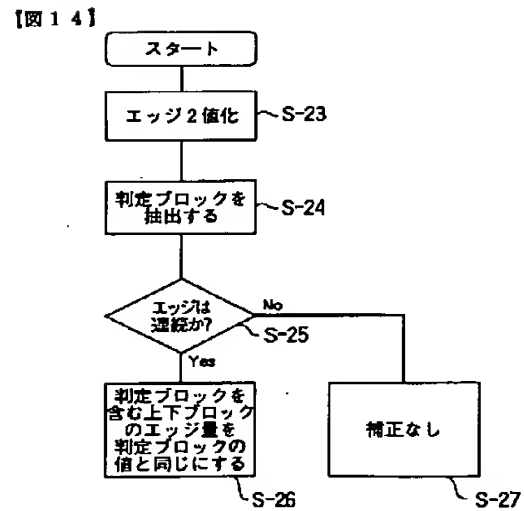 【図14】
スタート
エッジ2値化
S-23
判定ブロックを
抽出する
S-24
エッジは
連続か?
No
S-25
Yes
判定ブロックを
含む上下ブロック
のエッジ量を
判定ブロックの
値と同じにする
S-26
補正なし
S-27